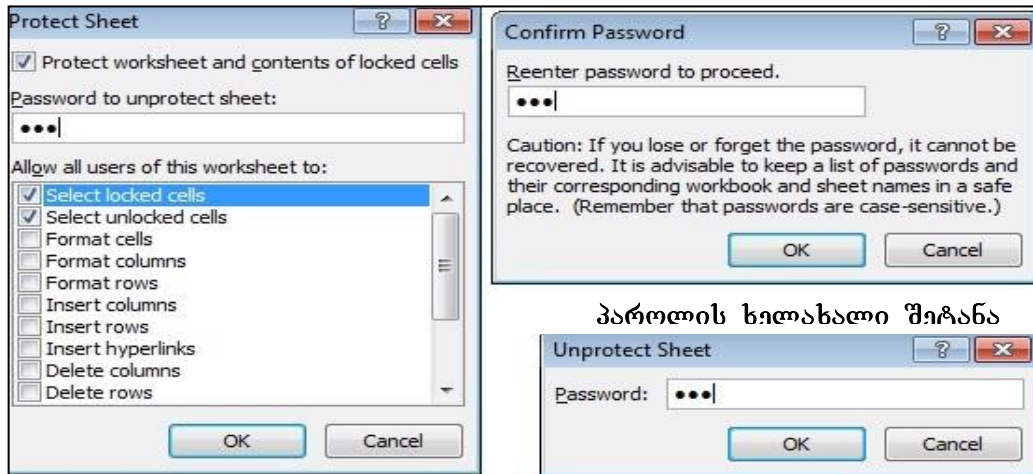 Protect Sheet
Protect worksheet and contents of locked cells
Password to unprotect sheet:
●●●
Allow all users of this worksheet to:
Select locked cells
Select unlocked cells
Format cells
Format columns
Format rows
Insert columns
Insert rows
Insert hyperlinks
Delete columns
Delete rows
OK Cancel
Confirm Password
Reenter password to proceed.
●●●
Caution: If you lose or forget the password, it cannot be
recovered. It is advisable to keep a list of passwords and
their corresponding workbook and sheet names in a safe
place. (Remember that passwords are case-sensitive.)
OK Cancel
პაროლის ხელახალი შეტანა
Unprotect Sheet
Password: ●●●
OK Cancel